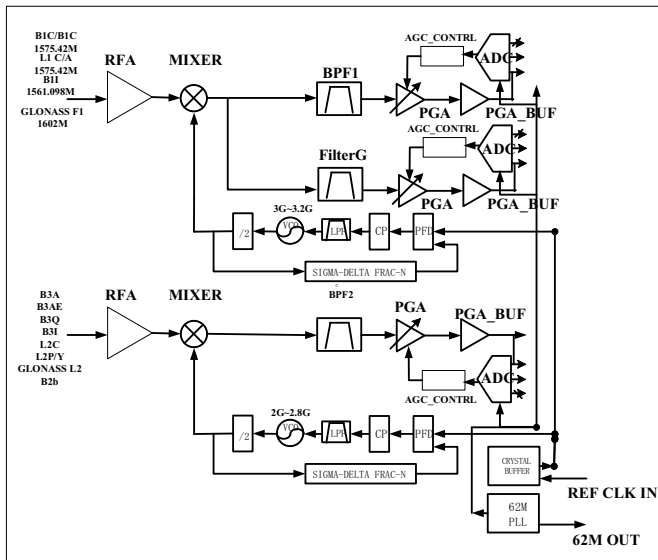 B1C/B1C
1575.42M
L1 C/A
1575.42M
B1I
1561.098M
GLONASS F1
1602M
RFA
MIXER
BPF1
AGC_CONTRL
ADC
PGA
PGA_BUF
AGC_CONTRL
ADC
FilterG
PGA
PGA_BUF
3G~3.2G
/2
VCO
LPF
CP
PFD
SIGMA-DELTA FRAC-N
BPF2
B3A
B3AE
B3Q
B3I
L2C
L2P/Y
GLONASS L2
B2b
RFA
MIXER
PGA
PGA_BUF
ADC
AGC_CONTRL
2G~2.8G
/2
VCO
LPF
CP
PFD
SIGMA-DELTA FRAC-N
CRYSTAL
BUFFER
REF CLK IN
62M
PLL
62M OUT